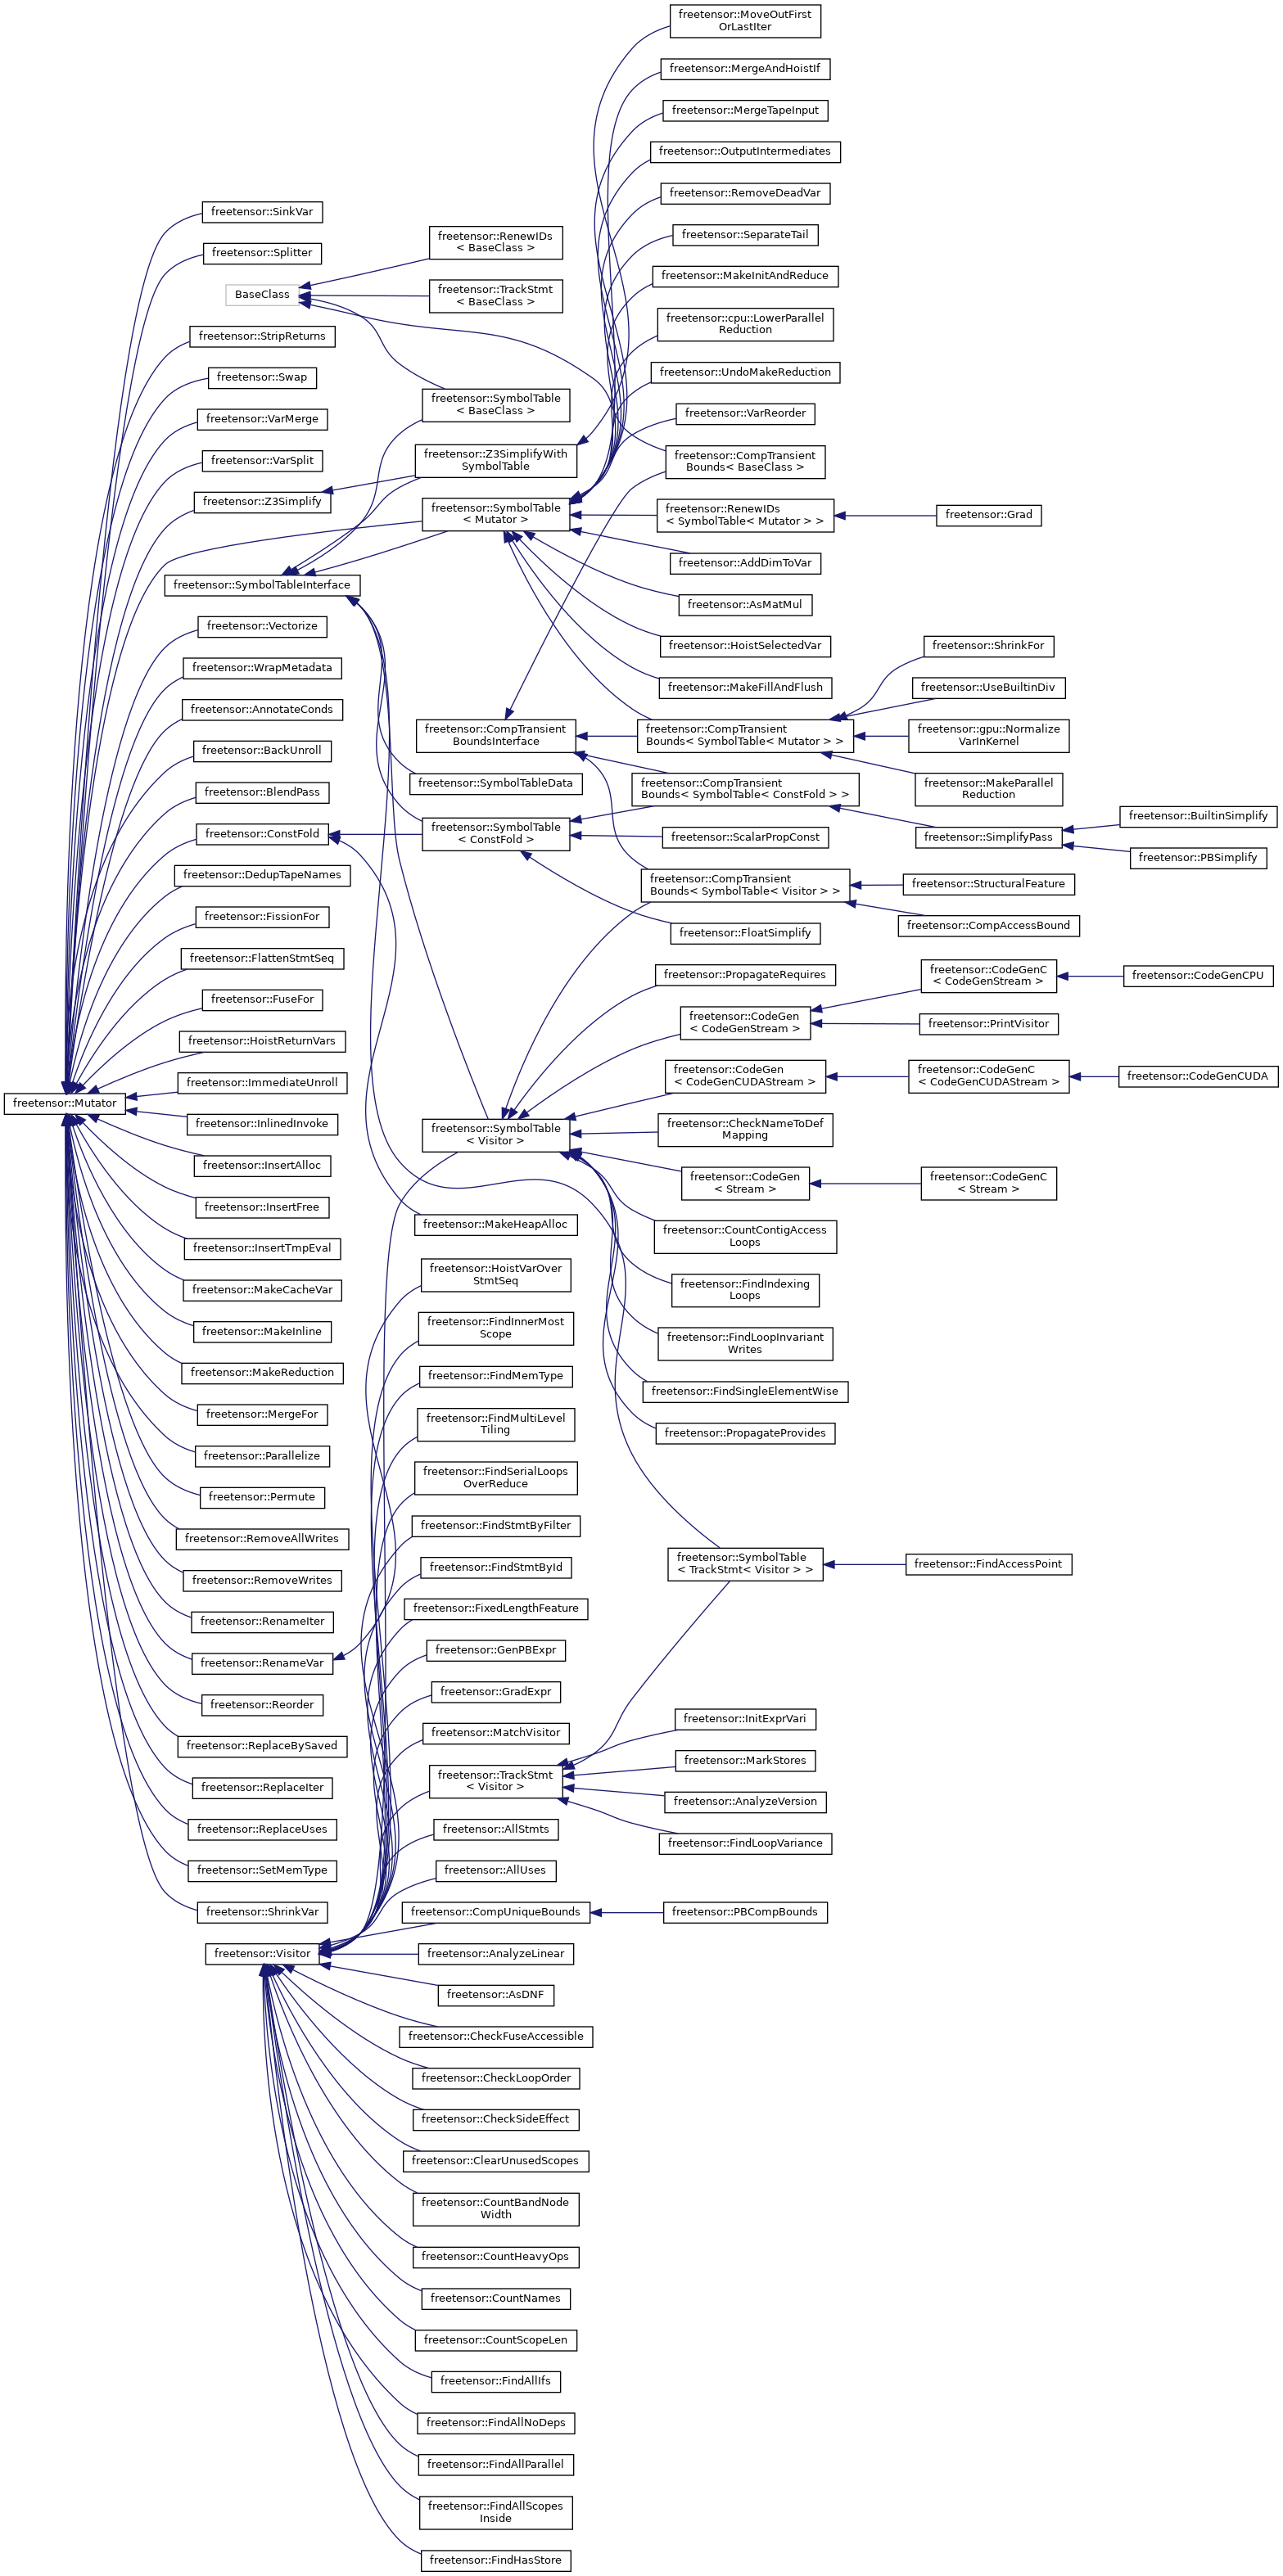 freetensor::MoveOutFirst
OrLastIter
freetensor::MergeAndHoistIf
freetensor::MergeTapeInput
freetensor::OutputIntermediates
freetensor::RemoveDeadVar
freetensor::SinkVar
freetensor::SeparateTail
freetensor::RenewIDs
< BaseClass >
freetensor::Splitter
freetensor::MakeInitAndReduce
BaseClass
freetensor::TrackStmt
< BaseClass >
freetensor::cpu::LowerParallel
Reduction
freetensor::StripReturns
freetensor::Swap
freetensor::UndoMakeReduction
freetensor::SymbolTable
< BaseClass >
freetensor::VarMerge
freetensor::VarReorder
freetensor::VarSplit
freetensor::Z3SimplifyWith
SymbolTable
freetensor::CompTransient
Bounds< BaseClass >
freetensor::Z3Simplify
freetensor::SymbolTable
< Mutator >
freetensor::RenewIDs
< SymbolTable< Mutator > >
freetensor::Grad
freetensor::AddDimToVar
freetensor::SymbolTableInterface
freetensor::AsMatMul
freetensor::Vectorize
freetensor::HoistSelectedVar
freetensor::ShrinkFor
freetensor::WrapMetadata
freetensor::MakeFillAndFlush
freetensor::UseBuiltinDiv
freetensor::AnnotateConds
freetensor::CompTransient
BoundsInterface
freetensor::CompTransient
Bounds< SymbolTable< Mutator > >
freetensor::gpu::Normalize
VarInKernel
freetensor::BackUnroll
freetensor::SymbolTableData
freetensor::CompTransient
Bounds< SymbolTable< ConstFold > >
freetensor::MakeParallel
Reduction
freetensor::BlendPass
freetensor::ConstFold
freetensor::SymbolTable
< ConstFold >
freetensor::ScalarPropConst
freetensor::SimplifyPass
freetensor::BuiltinSimplify
freetensor::PBSimplify
freetensor::DedupTapeNames
freetensor::CompTransient
Bounds< SymbolTable< Visitor > >
freetensor::StructuralFeature
freetensor::FissionFor
freetensor::FloatSimplify
freetensor::CompAccessBound
freetensor::FlattenStmtSeq
freetensor::PropagateRequires
freetensor::CodeGenC
< CodeGenStream >
freetensor::CodeGenCPU
freetensor::FuseFor
freetensor::CodeGen
< CodeGenStream >
freetensor::PrintVisitor
freetensor::HoistReturnVars
freetensor::CodeGen
< CodeGenCUDAStream >
freetensor::CodeGenC
< CodeGenCUDAStream >
freetensor::CodeGenCUDA
freetensor::ImmediateUnroll
freetensor::Mutator
freetensor::InlinedInvoke
freetensor::SymbolTable
< Visitor >
freetensor::CheckNameToDef
Mapping
freetensor::InsertAlloc
freetensor::CodeGen
< Stream >
freetensor::CodeGenC
< Stream >
freetensor::InsertFree
freetensor::MakeHeapAlloc
freetensor::CountContigAccess
Loops
freetensor::InsertTmpEval
freetensor::HoistVarOver
StmtSeq
freetensor::FindIndexing
Loops
freetensor::MakeCacheVar
freetensor::MakeInline
freetensor::FindInnerMost
Scope
freetensor::FindLoopInvariant
Writes
freetensor::MakeReduction
freetensor::FindMemType
freetensor::FindSingleElementWise
freetensor::MergeFor
freetensor::FindMultiLevel
Tiling
freetensor::PropagateProvides
freetensor::Parallelize
freetensor::FindSerialLoops
OverReduce
freetensor::Permute
freetensor::FindStmtByFilter
freetensor::RemoveAllWrites
freetensor::FindStmtById
freetensor::SymbolTable
< TrackStmt< Visitor > >
freetensor::FindAccessPoint
freetensor::RemoveWrites
freetensor::FixedLengthFeature
freetensor::RenameIter
freetensor::GenPBExpr
freetensor::RenameVar
freetensor::GradExpr
freetensor::Reorder
freetensor::InitExprVari
freetensor::MatchVisitor
freetensor::ReplaceBySaved
freetensor::MarkStores
freetensor::TrackStmt
< Visitor >
freetensor::ReplaceIter
freetensor::AnalyzeVersion
freetensor::ReplaceUses
freetensor::AllStmts
freetensor::FindLoopVariance
freetensor::SetMemType
freetensor::AllUses
freetensor::ShrinkVar
freetensor::CompUniqueBounds
freetensor::PBCompBounds
freetensor::Visitor
freetensor::AnalyzeLinear
freetensor::AsDNF
freetensor::CheckFuseAccessible
freetensor::CheckLoopOrder
freetensor::CheckSideEffect
freetensor::ClearUnusedScopes
freetensor::CountBandNode
Width
freetensor::CountHeavyOps
freetensor::CountNames
freetensor::CountScopeLen
freetensor::FindAllIfs
freetensor::FindAllNoDeps
freetensor::FindAllParallel
freetensor::FindAllScopes
Inside
freetensor::FindHasStore